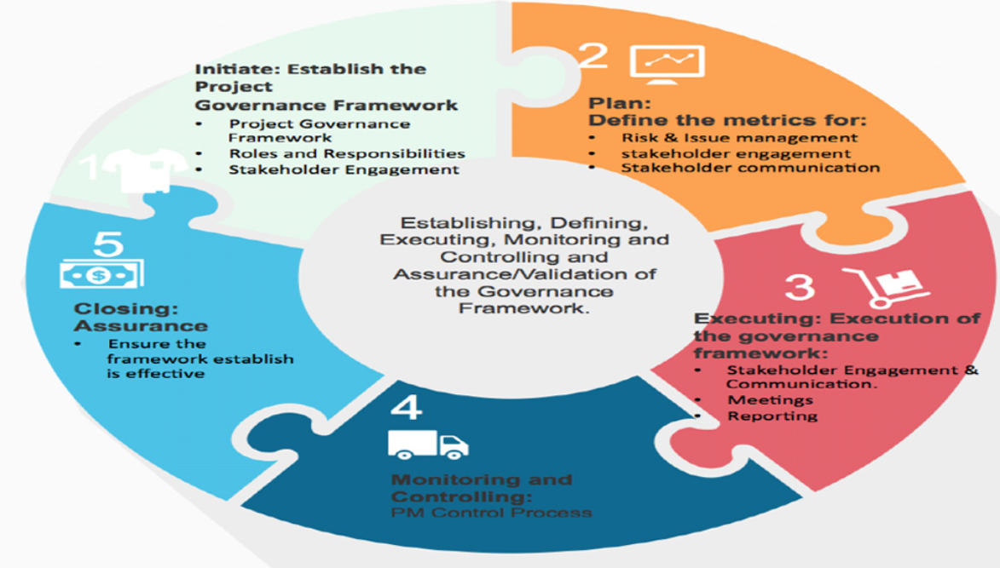 1
Initiate: Establish the
Project
Governance Framework
• Project Governance
Framework
• Roles and Responsibilities
• Stakeholder Engagement
2
Plan:
Define the metrics for:
• Risk & Issue management
• stakeholder engagement
• Stakeholder communication
3
Executing: Execution of
the governance
framework:
• Stakeholder Engagement &
Communication.
• Meetings
• Reporting
4
Monitoring and
Controlling:
PM Control Process
5
$
Closing:
Assurance
• Ensure the
framework establish
is effective
Establishing, Defining,
Executing, Monitoring and
Controlling and
Assurance/Validation of
the Governance
Framework.